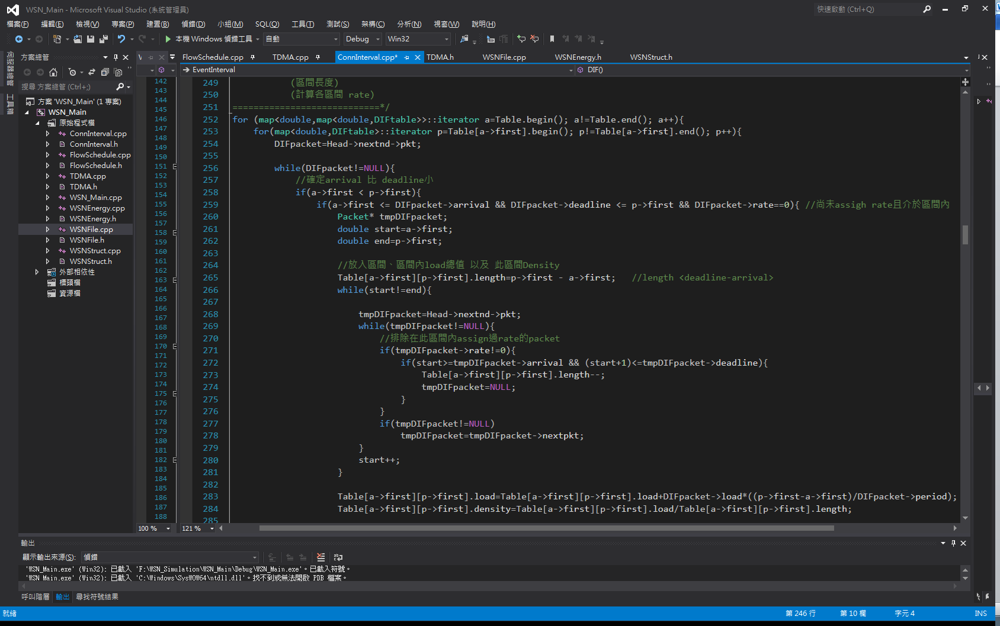 WSN_Main - Microsoft Visual Studio (系統管理員)
快速啟動 (Ctrl+Q)
檔案(F) 編輯(E) 檢視(V) 專案(P) 建置(B) 偵錯(D) 小組(M) SQL(Q) 工具(T) 測試(S) 架構(C) 分析(N) 視窗(W) 說明(H)
本機 Windows 偵錯工具 自動 Debug Win32
伺服器總管
工具箱
方案總管
搜尋 方案總管 (Ctrl+;)
方案 'WSN_Main' (1 專案)
WSN_Main
原始程式檔
ConnInterval.cpp
ConnInterval.h
FlowSchedule.cpp
FlowSchedule.h
TDMA.cpp
TDMA.h
WSN_Main.cpp
WSNEnergy.cpp
WSNEnergy.h
WSNFile.cpp
WSNFile.h
WSNStruct.cpp
WSNStruct.h
外部相依性
標頭檔
資源檔
FlowSchedule.cpp TDMA.cpp ConnInterval.cpp* TDMA.h WSNFile.cpp WSNEnergy.h WSNStruct.h
EventInterval DIF()
142
143
144
145
146
147
148
149
150
151
152
153
154
155
156
157
158
159
160
161
162
163
164
165
166
167
168
169
170
171
172
173
174
175
176
177
178
179
180
181
182
183
184
185
186
187
188
100 %
249 (區間長度)
250 (計算各區間 rate)
251 ============================*/
252 for (map<double,map<double,DIFtable>>::iterator a=Table.begin(); a!=Table.end(); a++){
253 for(map<double,DIFtable>::iterator p=Table[a->first].begin(); p!=Table[a->first].end(); p++){
254 DIFpacket=Head->nextnd->pkt;
255
256 while(DIFpacket!=NULL){
257 //確定arrival 比 deadline小
258 if(a->first < p->first){
259 if(a->first <= DIFpacket->arrival && DIFpacket->deadline <= p->first && DIFpacket->rate==0){ //尚未assigh rate且介於區間內
260 Packet* tmpDIFpacket;
261 double start=a->first;
262 double end=p->first;
263
264 //放入區間、區間內load總值 以及 此區間Density
265 Table[a->first][p->first].length=p->first - a->first; //length <deadline-arrival>
266 while(start!=end){
267
268 tmpDIFpacket=Head->nextnd->pkt;
269 while(tmpDIFpacket!=NULL){
270 //排除在此區間內assign過rate的packet
271 if(tmpDIFpacket->rate!=0){
272 if(start>=tmpDIFpacket->arrival && (start+1)<=tmpDIFpacket->deadline){
273 Table[a->first][p->first].length--;
274 tmpDIFpacket=NULL;
275 }
276 }
277 if(tmpDIFpacket!=NULL)
278 tmpDIFpacket=tmpDIFpacket->nextpkt;
279 }
280 start++;
281 }
282
283 Table[a->first][p->first].load=Table[a->first][p->first].load+DIFpacket->load*((p->first-a->first)/DIFpacket->period);
284 Table[a->first][p->first].density=Table[a->first][p->first].load/Table[a->first][p->first].length;
285
121 %
輸出
顯示輸出來源(S): 偵錯
'WSN_Main.exe' (Win32): 已載入 'F:\WSN_Simulation\WSN_Main\Debug\WSN_Main.exe'。已載入符號。
'WSN_Main.exe' (Win32): 已載入 'C:\Windows\SysWOW64\ntdll.dll'。找不到或無法開啟 PDB 檔案。
呼叫階層 輸出 尋找符號結果
就緒 第 246 行 第 10 欄 字元 4 INS